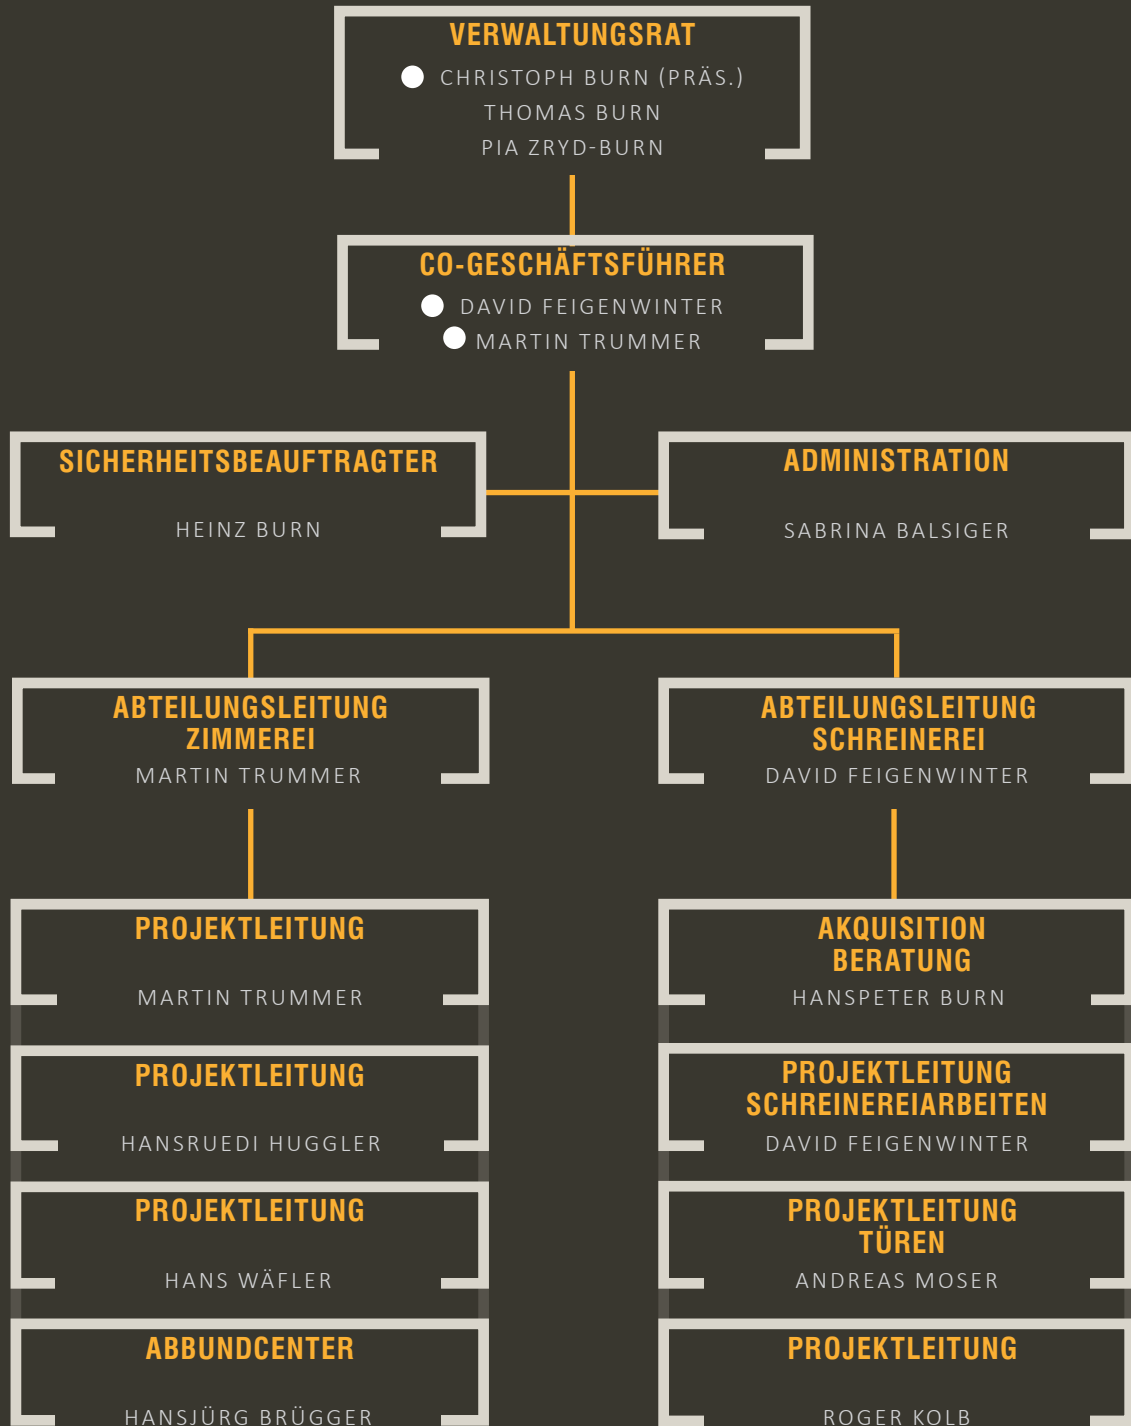 VERWALTUNGSRAT
CHRISTOPH BURN (PRÄS.)
THOMAS BURN
PIA ZRYD-BURN
CO-GESCHÄFTSFÜHRER
DAVID FEIGENWINTER
MARTIN TRUMMER
SICHERHEITSBEAUFTRAGTER
HEINZ BURN
ADMINISTRATION
SABRINA BALSIGER
ABTEILUNGSLEITUNG
ZIMMEREI
MARTIN TRUMMER
ABTEILUNGSLEITUNG
SCHREINEREI
DAVID FEIGENWINTER
PROJEKTLEITUNG
MARTIN TRUMMER
PROJEKTLEITUNG
HANSRUEDI HUGGLER
PROJEKTLEITUNG
HANS WÄFLER
ABBUNDCENTER
HANSJÜRG BRÜGGER
AKQUISITION
BERATUNG
HANSPETER BURN
PROJEKTLEITUNG
SCHREINEREIARBEITEN
DAVID FEIGENWINTER
PROJEKTLEITUNG
TÜREN
ANDREAS MOSER
PROJEKTLEITUNG
ROGER KOLB